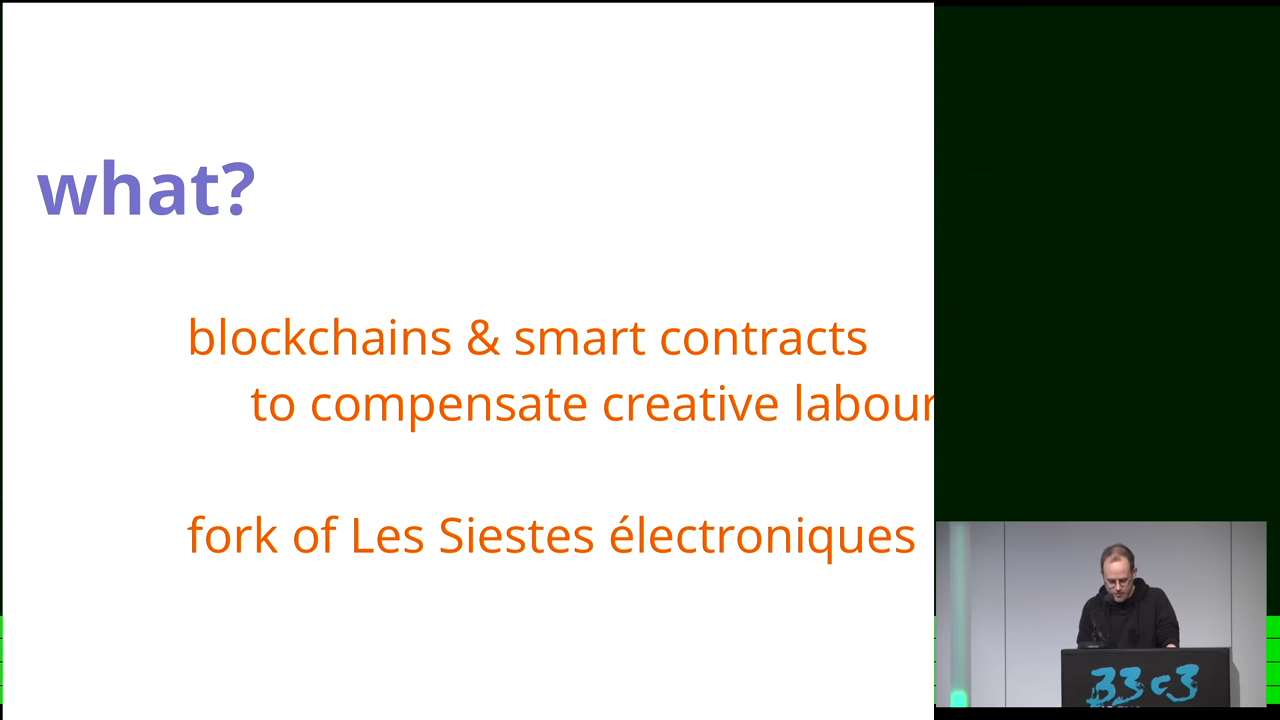 what?
blockchains & smart contracts
to compensate creative labour
fork of Les Siestes électroniques
33c3